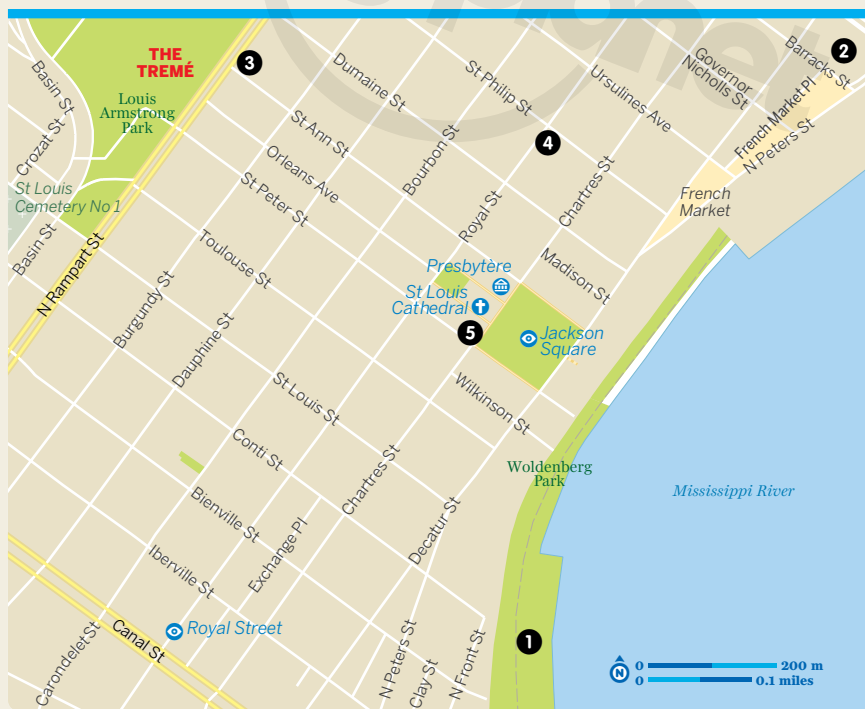 planet
THE
TREMÉ
Louis
Armstrong
Park
3
2
Basin St
Crozat St
St Louis
Cemetery No 1
Basin St
N Rampart St
Dumaine St
St Ann St
Orleans Ave
St Peter St
Toulouse St
Bourbon St
St Philip St
Ursulines Ave
Governor
Nicholls St
Barracks St
French Market Pl
N Peters St
French
Market
4
Royal St
Chartres St
Madison St
Presbytère
St Louis
Cathedral
5
Jackson
Square
Burgundy St
Dauphine St
St Louis St
Wilkinson St
Conti St
Woldenberg
Park
Mississippi River
Bienville St
Chartres St
Exchange Pl
Decatur St
Iberville St
Royal Street
Canal St
Carondelet St
N Peters St
Clay St
N Front St
1
N
0 200 m
0 0.1 miles